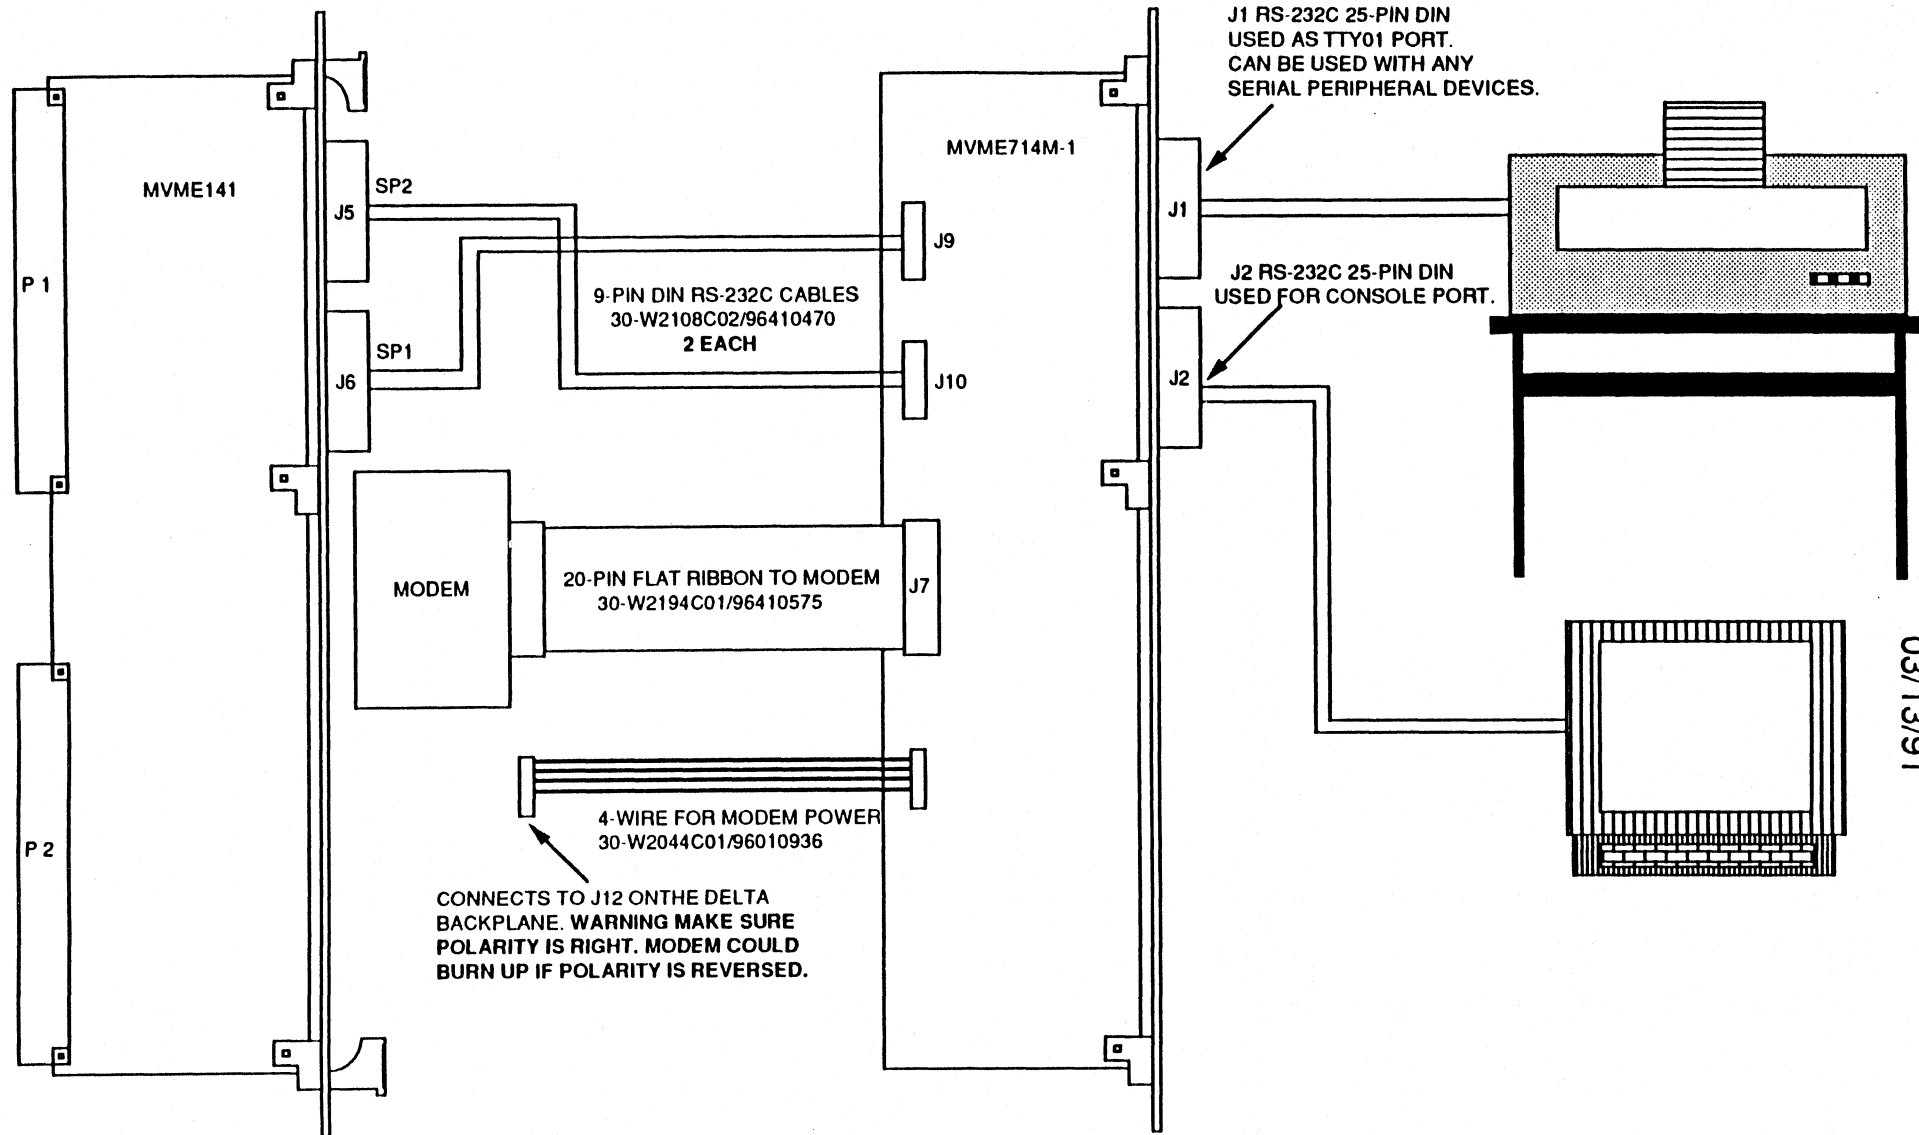 J1 RS-232C 25-PIN DIN
USED AS TTY01 PORT.
CAN BE USED WITH ANY
SERIAL PERIPHERAL DEVICES.
MVME714M-1
MVME141
SP2
J5
J1
J9
P 1
J2 RS-232C 25-PIN DIN
USED FOR CONSOLE PORT.
9-PIN DIN RS-232C CABLES
30-W2108C02/96410470
2 EACH
SP1
J6
J10
J2
MODEM
20-PIN FLAT RIBBON TO MODEM
30-W2194C01/96410575
J7
03/13/91
4-WIRE FOR MODEM POWER
30-W2044C01/96010936
P 2
CONNECTS TO J12 ONTHE DELTA
BACKPLANE. WARNING MAKE SURE
POLARITY IS RIGHT. MODEM COULD
BURN UP IF POLARITY IS REVERSED.